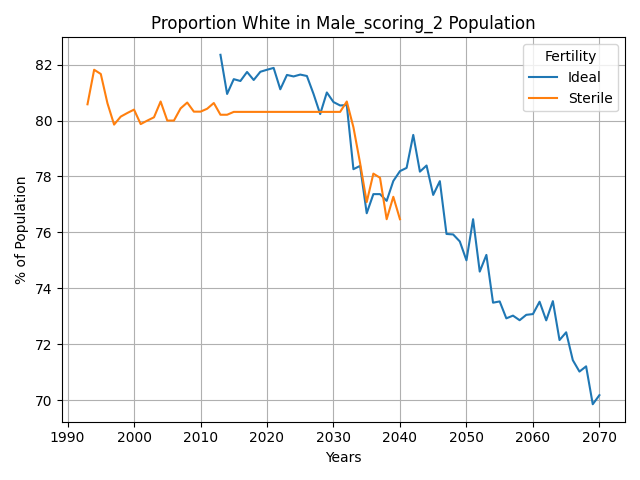 Proportion White in Male_scoring_2 Population
Fertility
Ideal
Sterile
% of Population
82
80
78
76
74
72
70
1990
2000
2010
2020
2030
2040
2050
2060
2070
Years